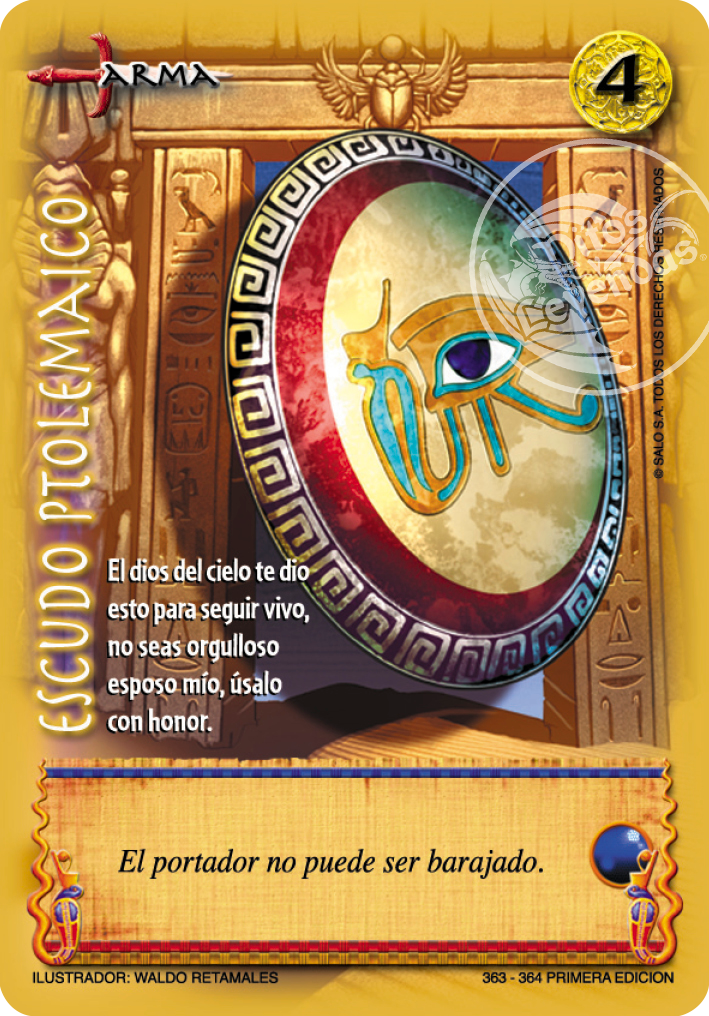 ARMA
4
ESCUDO PTOLEMAICO
Mitos
Leyendas
© SALO S.A. TODOS LOS DERECHOS RESERVADOS
El dios del cielo te dio
esto para seguir vivo,
no seas orgulloso
esposo mío, úsalo
con honor.
El portador no puede ser barajado.
ILUSTRADOR: WALDO RETAMALES
363 - 364 PRIMERA EDICION